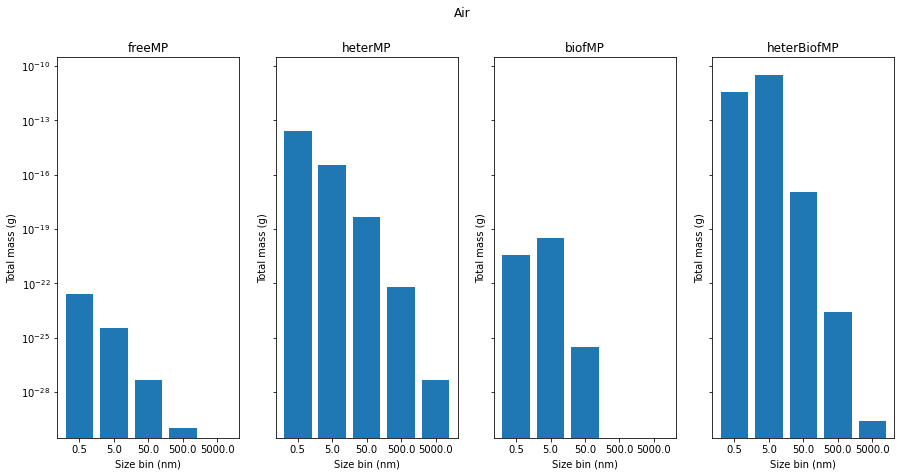 Air
freeMP
heterMP
biofMP
heterBiofMP
10⁻¹⁰
10⁻¹³
10⁻¹⁶
10⁻¹⁹
10⁻²²
10⁻²⁵
10⁻²⁸
Total mass (g)
Total mass (g)
Total mass (g)
Total mass (g)
0.5 5.0 50.0 500.0 5000.0
0.5 5.0 50.0 500.0 5000.0
0.5 5.0 50.0 500.0 5000.0
0.5 5.0 50.0 500.0 5000.0
Size bin (nm)
Size bin (nm)
Size bin (nm)
Size bin (nm)